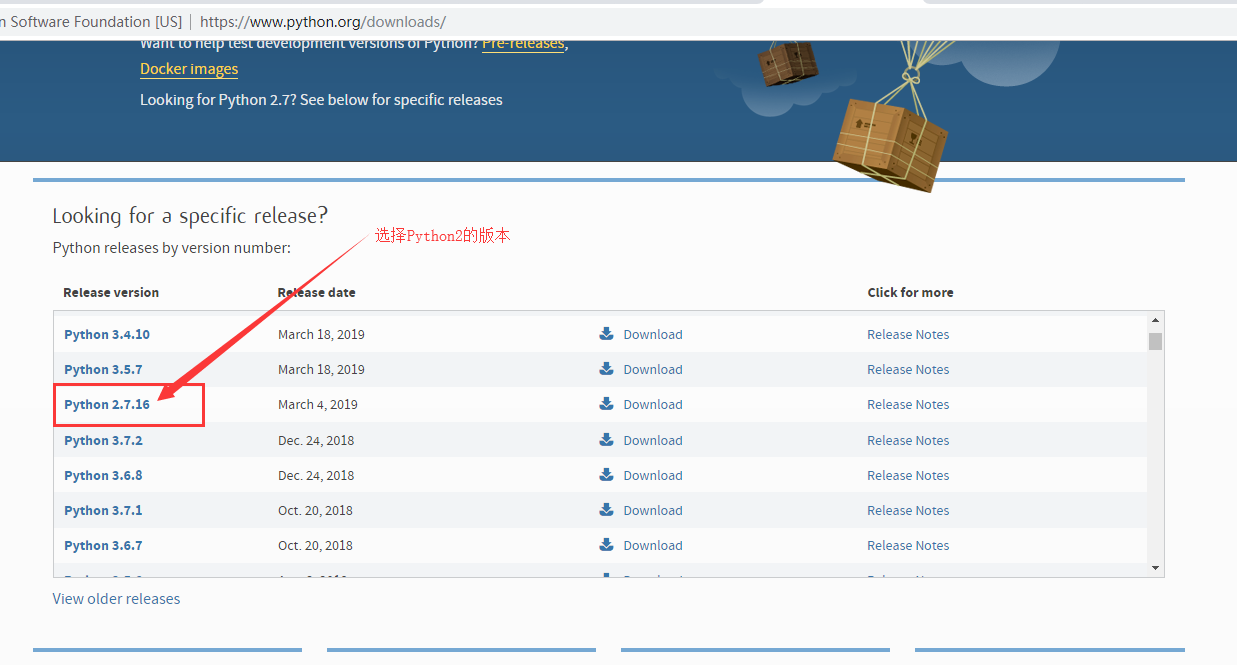 n Software Foundation [US] | https://www.python.org/downloads/
Want to help test development versions of Python? Pre-releases,
Docker images
Looking for Python 2.7? See below for specific releases
Looking for a specific release?
选择Python2的版本
Python releases by version number:
Release version Release date Click for more
Python 3.4.10 March 18, 2019 Download Release Notes
Python 3.5.7 March 18, 2019 Download Release Notes
Python 2.7.16 March 4, 2019 Download Release Notes
Python 3.7.2 Dec. 24, 2018 Download Release Notes
Python 3.6.8 Dec. 24, 2018 Download Release Notes
Python 3.7.1 Oct. 20, 2018 Download Release Notes
Python 3.6.7 Oct. 20, 2018 Download Release Notes
View older releases